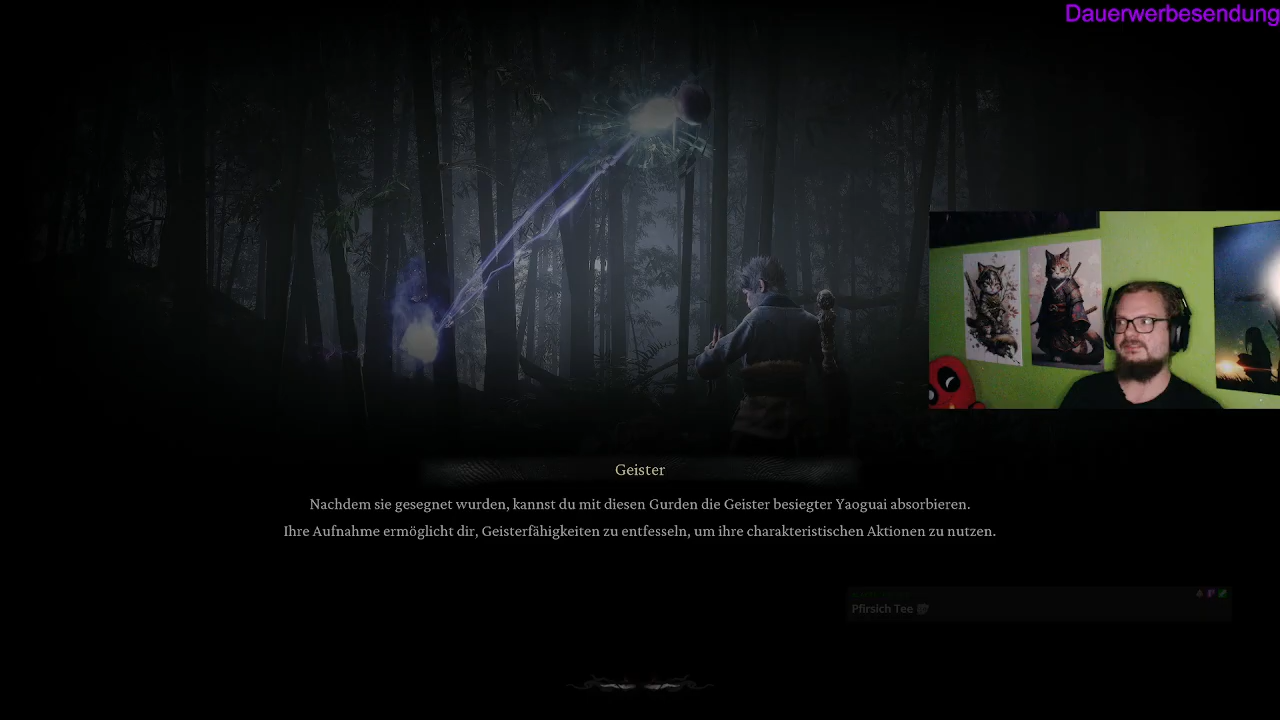 Dauerwerbesendung
Geister
Nachdem sie gesegnet wurden, kannst du mit diesen Gurden die Geister besiegter Yaoguai absorbieren.
Ihre Aufnahme ermöglicht dir, Geisterfähigkeiten zu entfesseln, um ihre charakteristischen Aktionen zu nutzen.
Pfirsich Tee